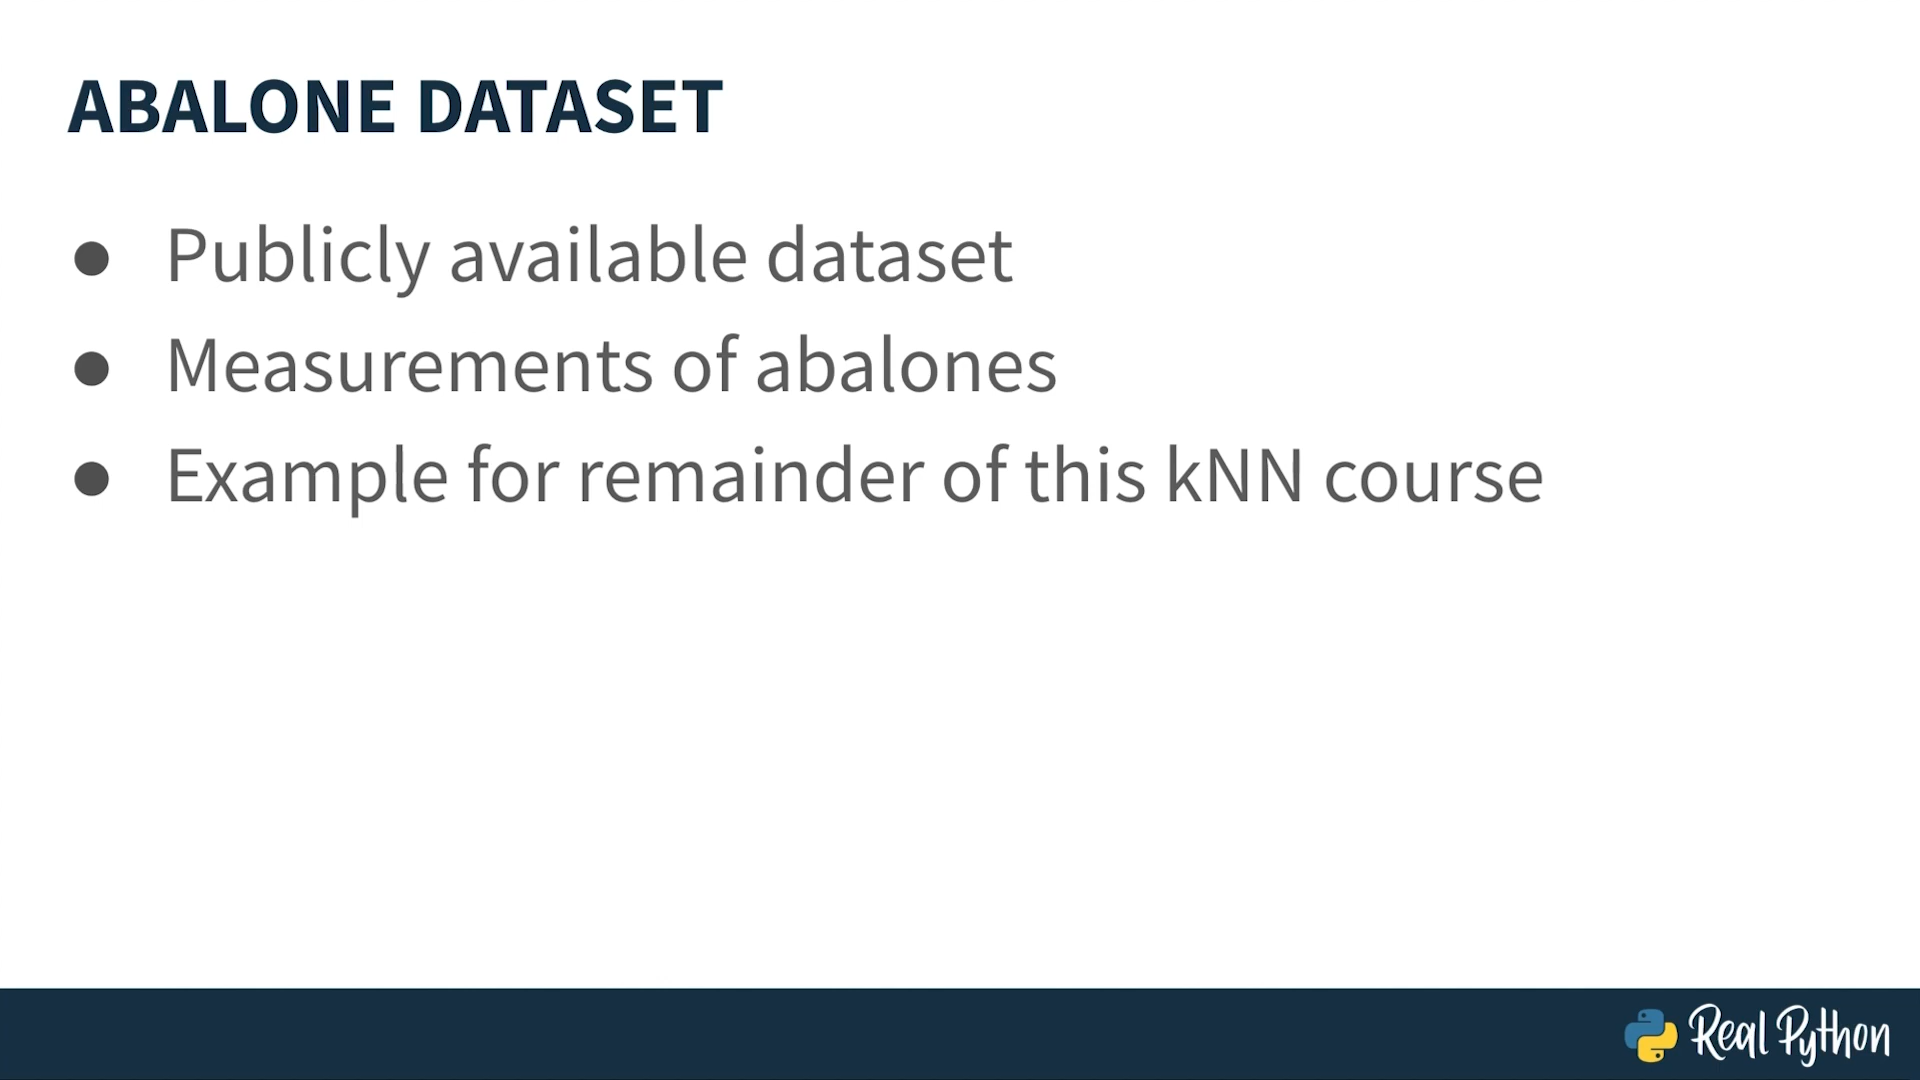 ABALONE DATASET
● Publicly available dataset
● Measurements of abalones
● Example for remainder of this kNN course
Real Python